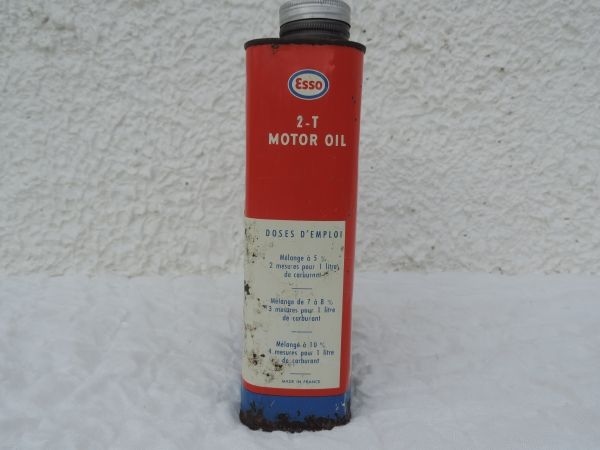 Esso
2-T
MOTOR OIL
DOSES D'EMPLOI
Mélange à 5 %
2 mesures pour 1 litre
de carburant
Mélange de 7 à 8 %
3 mesures pour 1 litre
de carburant
Mélange à 10 %
4 mesures pour 1 litre
de carburant
MADE IN FRANCE